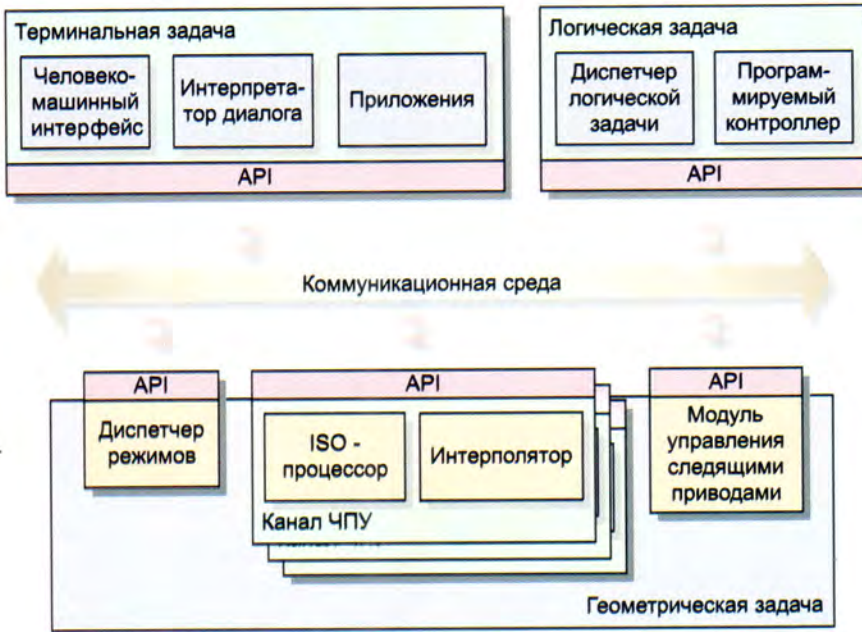 Терминальная задача
Человеко-
машинный
интерфейс
Интерпрета-
тор диалога
Приложения
API
Логическая задача
Диспетчер
логической
задачи
Програм-
мируемый
контроллер
API
Коммуникационная среда
API
Диспетчер
режимов
API
ISO -
процессор
Интерполятор
Канал ЧПУ
API
Модуль
управления
следящими
приводами
Геометрическая задача